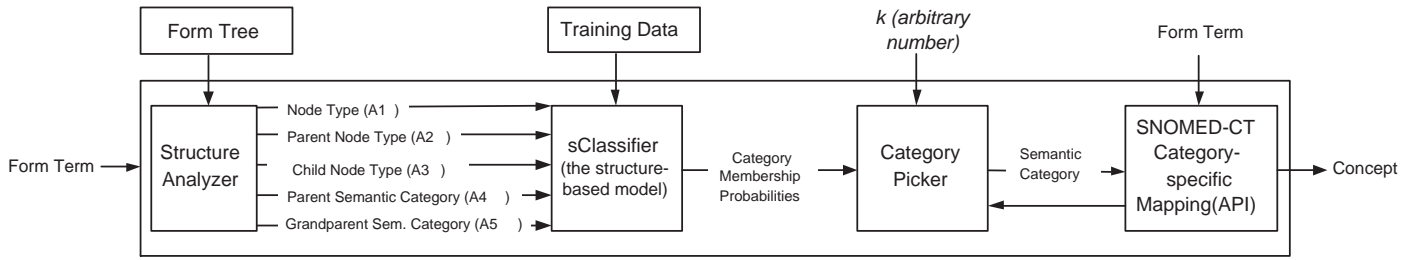 Form Tree
Training Data
k (arbitrary
number)
Form Term
Form Term
Structure
Analyzer
Node Type (A1 )
Parent Node Type (A2 )
Child Node Type (A3 )
Parent Semantic Category (A4 )
Grandparent Sem. Category (A5 )
sClassifier
(the structure-
based model)
Category
Membership
Probabilities
Category
Picker
Semantic
Category
SNOMED-CT
Category-
specific
Mapping(API)
Concept